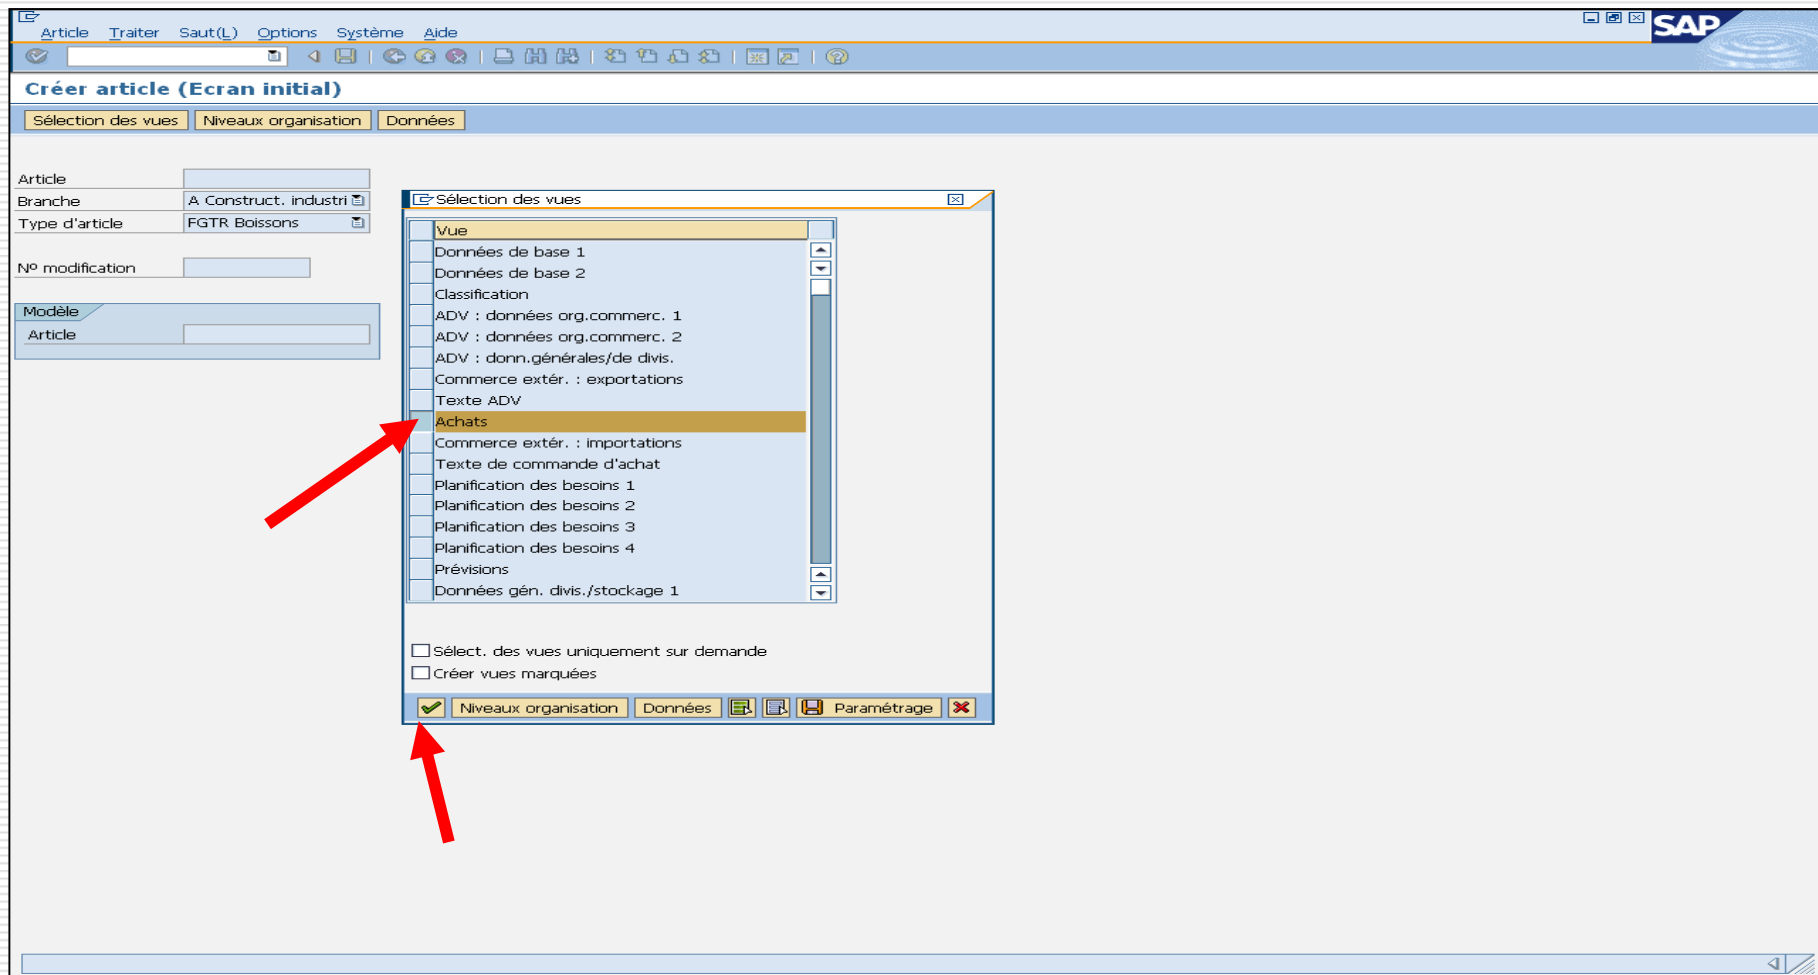 Article Traiter Saut(L) Options Système Aide
SAP
Créer article (Ecran initial)
Sélection des vues Niveaux organisation Données
Article
Branche A Construct. industri
Type d'article FGTR Boissons
Nº modification
Modèle
Article
Sélection des vues
Vue
Données de base 1
Données de base 2
Classification
ADV : données org.commerc. 1
ADV : données org.commerc. 2
ADV : donn.générales/de divis.
Commerce extér. : exportations
Texte ADV
Achats
Commerce extér. : importations
Texte de commande d'achat
Planification des besoins 1
Planification des besoins 2
Planification des besoins 3
Planification des besoins 4
Prévisions
Données gén. divis./stockage 1
Sélect. des vues uniquement sur demande
Créer vues marquées
Niveaux organisation Données Paramétrage